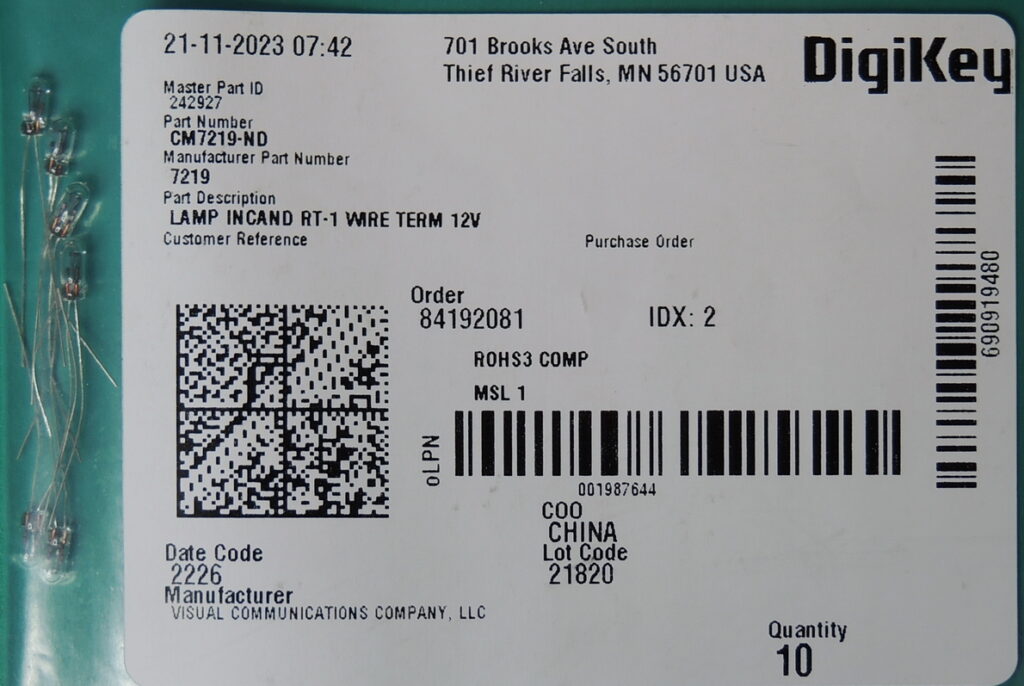 21-11-2023 07:42
701 Brooks Ave South
Thief River Falls, MN 56701 USA
DigiKey
Master Part ID
242927
Part Number
CM7219-ND
Manufacturer Part Number
7219
Part Description
LAMP INCAND RT-1 WIRE TERM 12V
Customer Reference
Purchase Order
Order
84192081
IDX: 2
ROHS3 COMP
MSL 1
oLPN
001987644
690919480
COO
CHINA
Date Code
2226
Lot Code
21820
Manufacturer
VISUAL COMMUNICATIONS COMPANY, LLC
Quantity
10